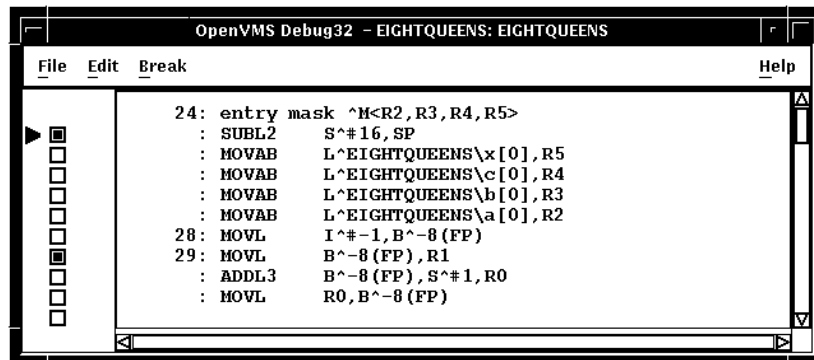 OpenVMS Debug32 - EIGHTQUEENS: EIGHTQUEENS
File Edit Break Help
24: entry mask ^M<R2,R3,R4,R5>
: SUBL2 S^#16,SP
: MOVAB L^EIGHTQUEENS\x[0],R5
: MOVAB L^EIGHTQUEENS\c[0],R4
: MOVAB L^EIGHTQUEENS\b[0],R3
: MOVAB L^EIGHTQUEENS\a[0],R2
28: MOVL I^#-1,B^-8(FP)
29: MOVL B^-8(FP),R1
: ADDL3 B^-8(FP),S^#1,R0
: MOVL R0,B^-8(FP)